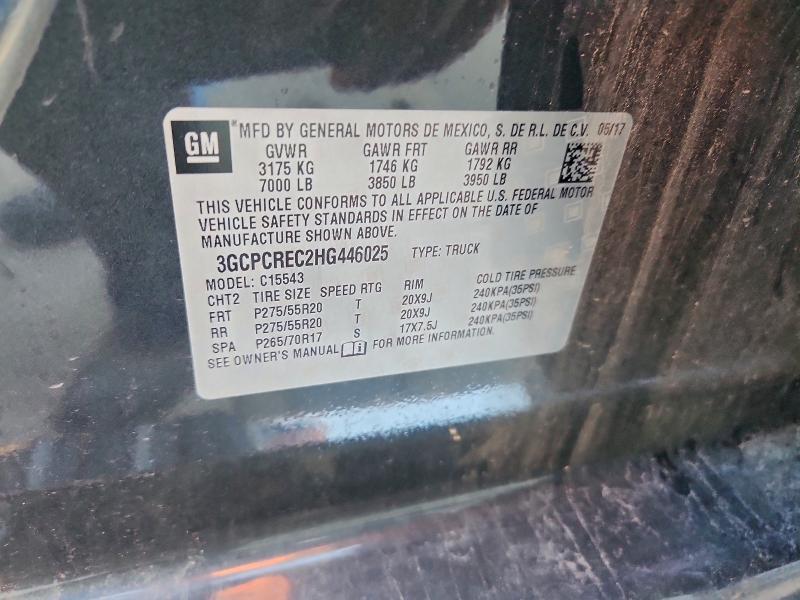 GM
*MFD BY GENERAL MOTORS DE MEXICO, S. DE R.L. DE C.V. 06/17
GVWR GAWR FRT GAWR RR
3175 KG 1746 KG 1792 KG
7000 LB 3850 LB 3950 LB
THIS VEHICLE CONFORMS TO ALL APPLICABLE U.S. FEDERAL MOTOR
VEHICLE SAFETY STANDARDS IN EFFECT ON THE DATE OF
MANUFACTURE SHOWN ABOVE.
3GCPCREC2HG446025 TYPE: TRUCK
MODEL: C15543
CHT2 TIRE SIZE SPEED RTG RIM COLD TIRE PRESSURE
FRT P275/55R20 T 20X9J 240KPA(35PSI)
RR P275/55R20 T 20X9J 240KPA(35PSI)
SPA P265/70R17 S 17X7.5J 240KPA(35PSI)
SEE OWNER'S MANUAL FOR MORE INFORMATION.